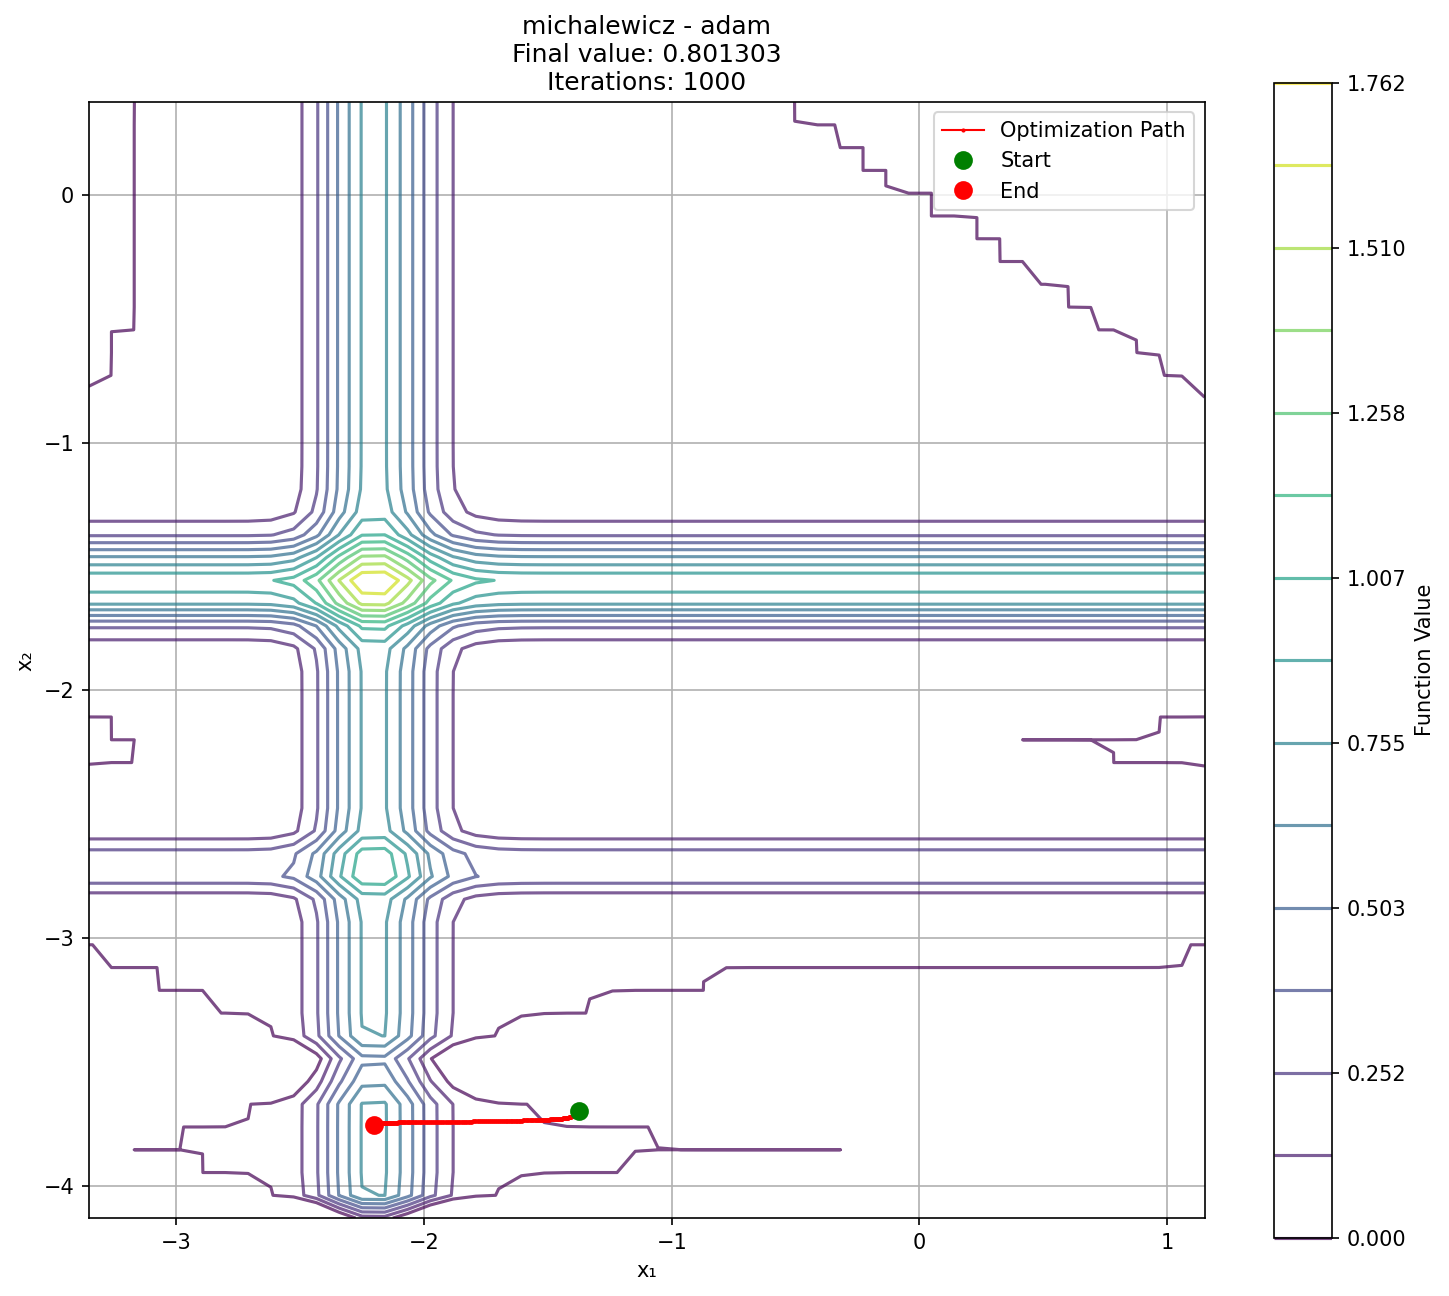 michalewicz - adam
Final value: 0.801303
Iterations: 1000
Optimization Path
Start
End
0
−1
−2
−3
−4
x₂
−3
−2
−1
0
1
x₁
1.762
1.510
1.258
1.007
0.755
0.503
0.252
0.000
Function Value